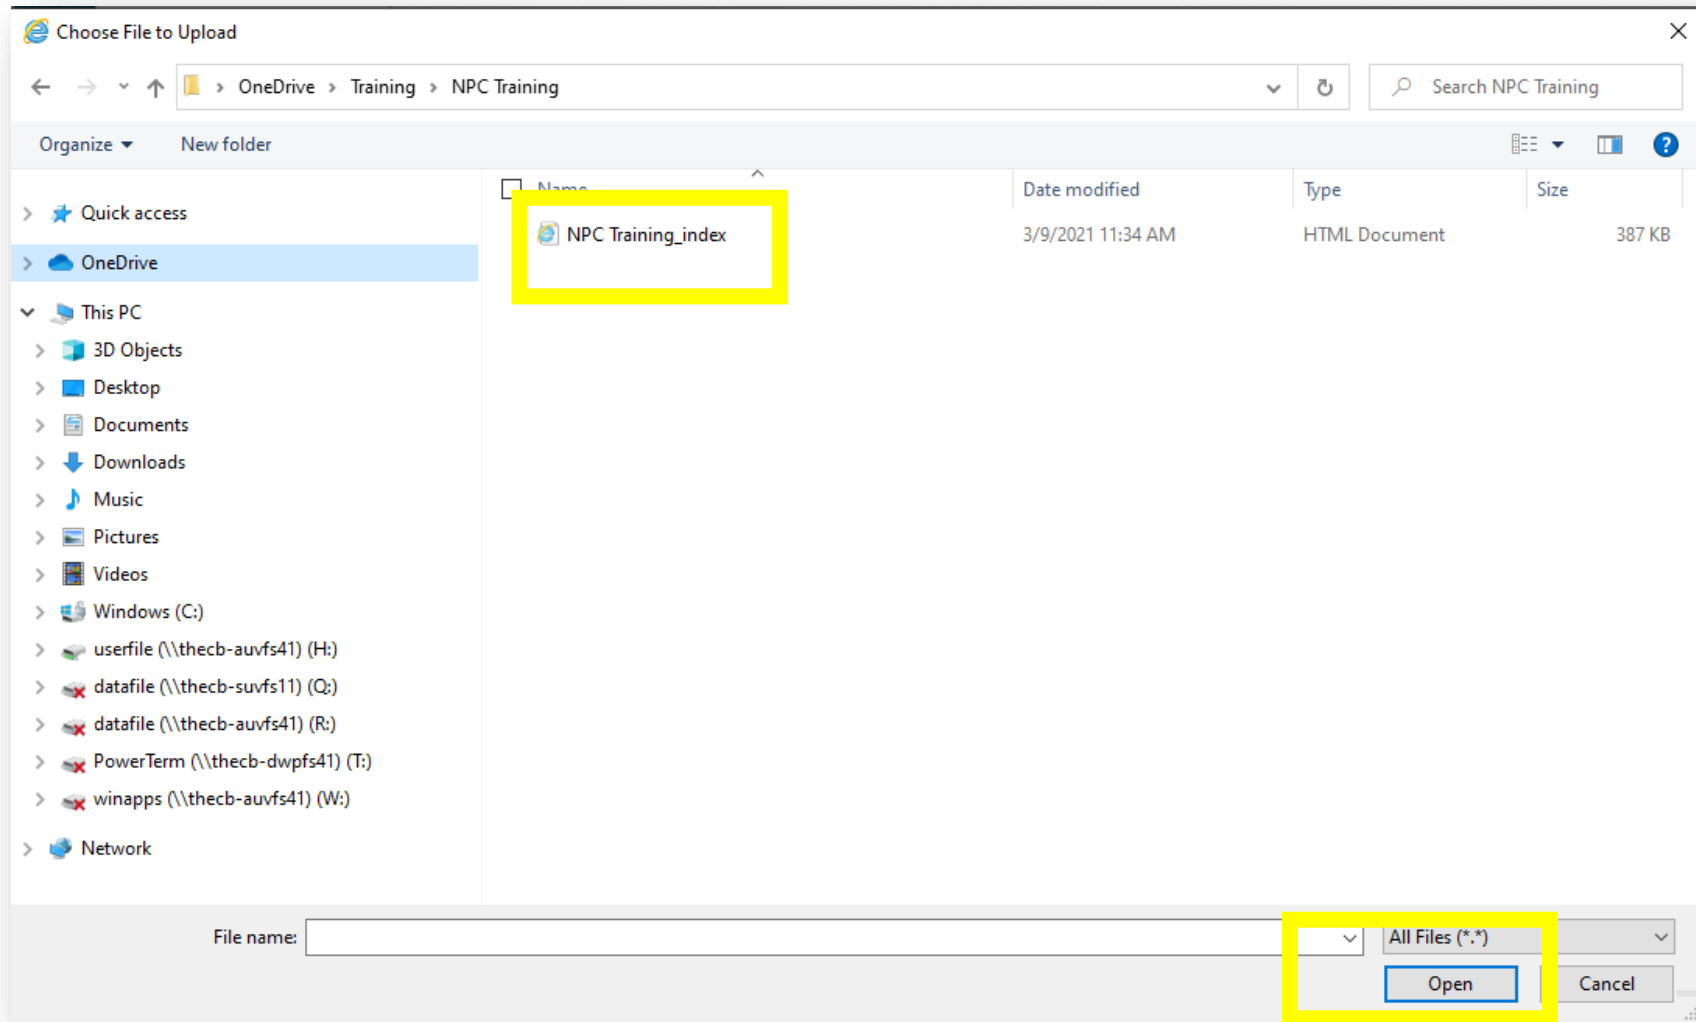 Choose File to Upload
OneDrive > Training > NPC Training
Search NPC Training
Organize
New folder
Name
Date modified
Type
Size
NPC Training_index
3/9/2021 11:34 AM
HTML Document
387 KB
Quick access
OneDrive
This PC
3D Objects
Desktop
Documents
Downloads
Music
Pictures
Videos
Windows (C:)
userfile (\\thecb-auvfs41) (H:)
datafile (\\thecb-suvfs11) (Q:)
datafile (\\thecb-auvfs41) (R:)
PowerTerm (\\thecb-dwpfs41) (T:)
winapps (\\thecb-auvfs41) (W:)
Network
File name:
All Files (*.*)
Open
Cancel